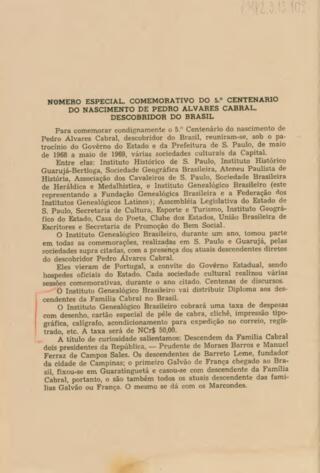 NUMERO ESPECIAL, COMEMORATIVO DO 5.º CENTENARIO
DO NASCIMENTO DE PEDRO ALVARES CABRAL,
DESCOBRIDOR DO BRASIL
Para comemorar condignamente o 5.º Centenário do nascimento de
Pedro Álvares Cabral, descobridor do Brasil, reuniram-se, sob o pa-
trocínio do Govêrno do Estado e da Prefeitura de S. Paulo, de maio
de 1968 a maio de 1969, várias sociedades culturais da Capital.
Entre elas: Instituto Histórico de S. Paulo, Instituto Histórico
Guarujá-Bertioga, Sociedade Geográfica Brasileira, Ateneu Paulista de
História, Associação dos Cavaleiros de S. Paulo, Sociedade Brasileira
de Heráldica e Medalhística, e Instituto Genealógico Brasileiro (este
representando a Fundação Genealógica Brasileira e a Federação dos
Institutos Genealógicos Latinos); Assembléia Legislativa do Estado de
S. Paulo, Secretaria de Cultura, Esporte e Turismo, Instituto Geográ-
fico do Estado, Casa do Poeta, Clube dos Estados, União Brasileira de
Escritores e Secretaria de Promoção do Bem Social.
O Instituto Genealógico Brasileiro, durante um ano, tomou parte
em todas as comemorações, realizadas em S. Paulo e Guarujá, pelas
sociedades supra citadas, com a presença dos atuais descendentes diretos
do descobridor Pedro Álvares Cabral.
Eles vieram de Portugal, a convite do Govêrno Estadual, sendo
hospedes oficiais do Estado. Cada sociedade cultural realizou várias
sessões comemorativas, durante o ano citado. Centenas de discursos.
O Instituto Genealógico Brasileiro vai distribuir Diploma aos des-
cendentes da Família Cabral no Brasil.
O Instituto Genealógico Brasileiro cobrará uma taxa de despesas
com desenho, cartão especial de péle de cabra, clichê, impressão tipo-
gráfica, calígrafo, acondicionamento para expedição no correio, regis-
trado, etc. A taxa será de NCr$ 50,00.
A título de curiosidade salientamos: Descendem da Família Cabral
dois presidentes da República, — Prudente de Moraes Barros e Manuel
Ferraz de Campos Sales. Os descendentes de Barreto Leme, fundador
da cidade de Campinas; o primeiro Galvão de França chegado ao Bra-
sil, fixou-se em Guaratinguetá e casou-se com descendente da Família
Cabral, portanto, o são também todos os atuais descendentes das famí-
lias Galvão ou França. O mesmo se dá com os Marcondes.